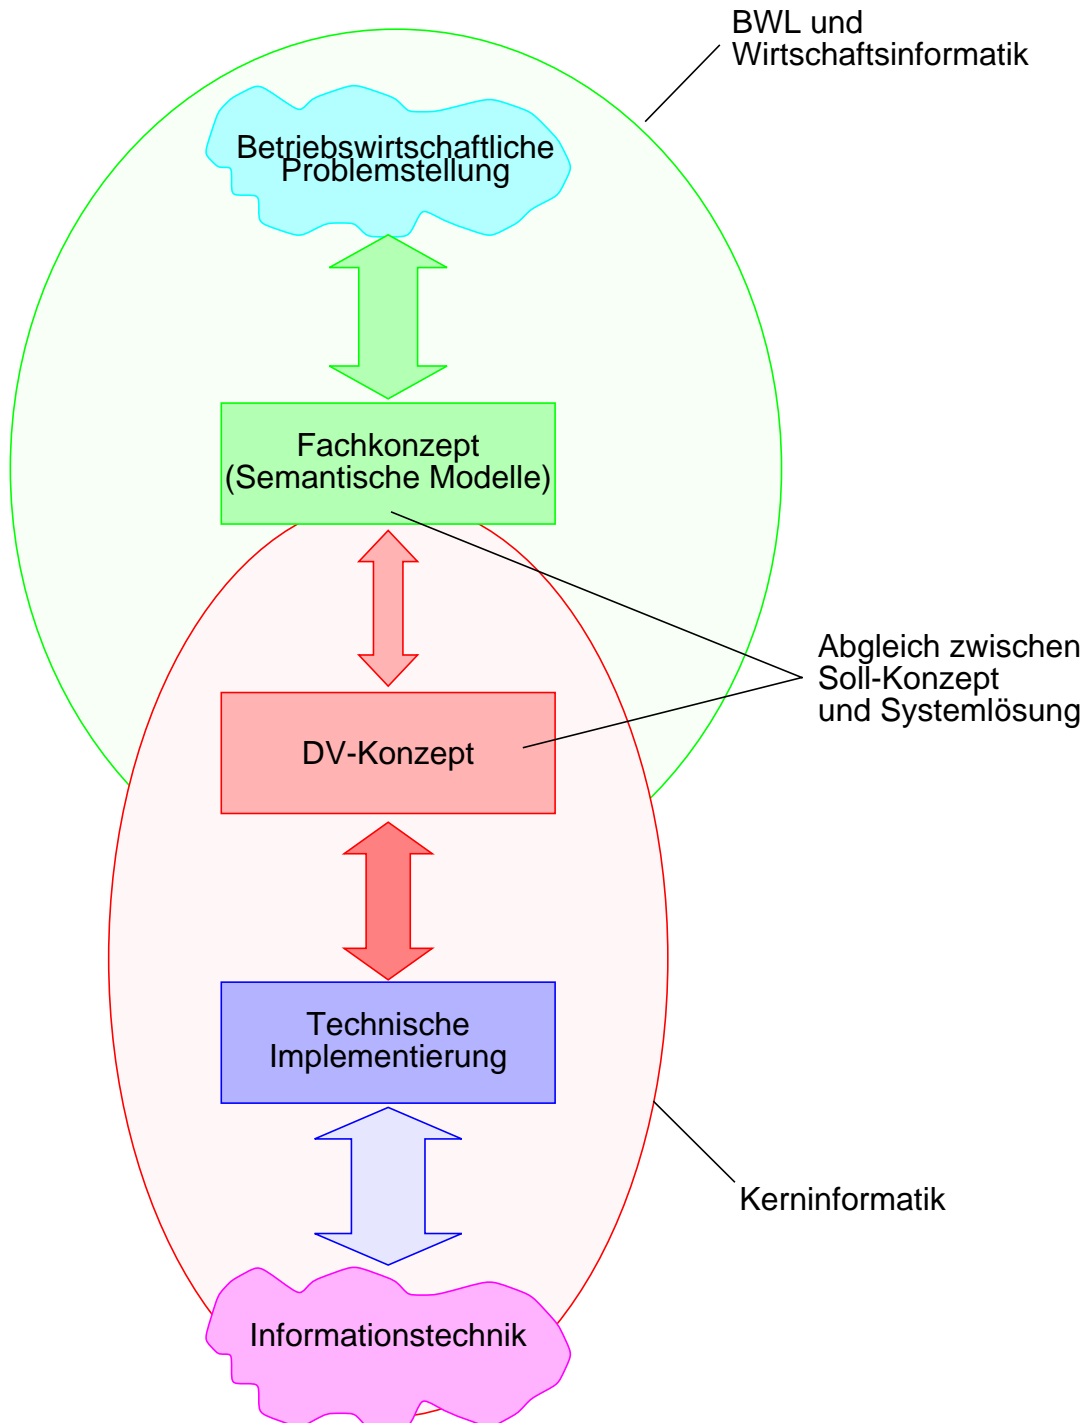 BWL und
Wirtschaftsinformatik
Betriebswirtschaftliche
Problemstellung
Fachkonzept
(Semantische Modelle)
Abgleich zwischen
Soll-Konzept
und Systemlösung
DV-Konzept
Technische
Implementierung
Kerninformatik
Informationstechnik